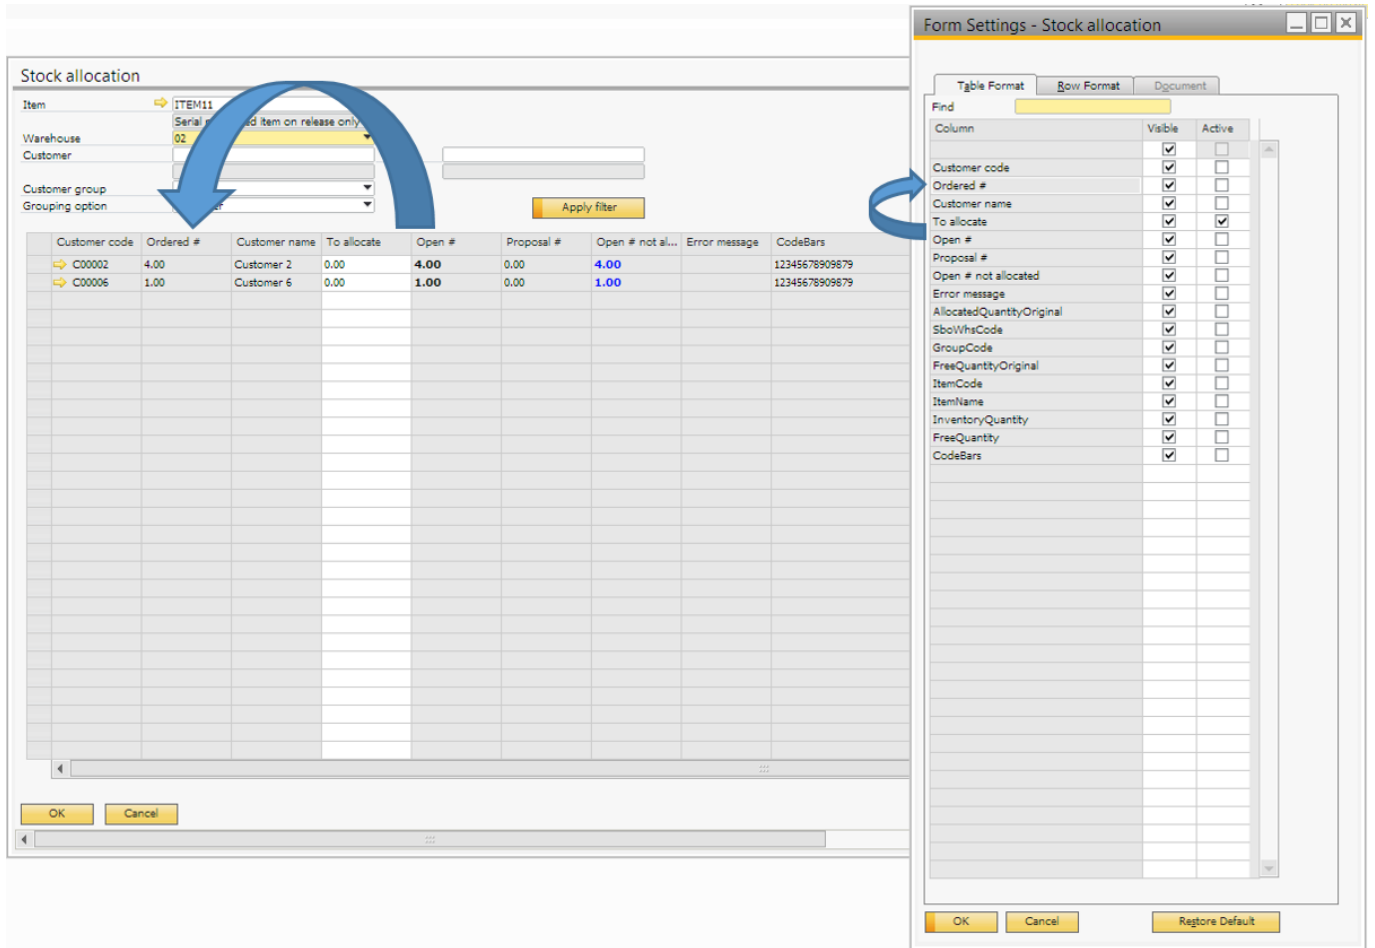 Stock allocation
Item ITEM11
Serial ed item on release only
Warehouse 02
Customer
Customer group
Grouping option
Apply filter
Customer code Ordered # Customer name To allocate Open # Proposal # Open # not al... Error message CodeBars
C00002 4.00 Customer 2 0.00 4.00 0.00 4.00 12345678909879
C00006 1.00 Customer 6 0.00 1.00 0.00 1.00 12345678909879
OK Cancel
Form Settings - Stock allocation
Table Format Row Format Document
Find
Column Visible Active
Customer code
Ordered #
Customer name
To allocate
Open #
Proposal #
Open # not allocated
Error message
AllocatedQuantityOriginal
SboWhsCode
GroupCode
FreeQuantityOriginal
ItemCode
ItemName
InventoryQuantity
FreeQuantity
CodeBars
OK Cancel Restore Default